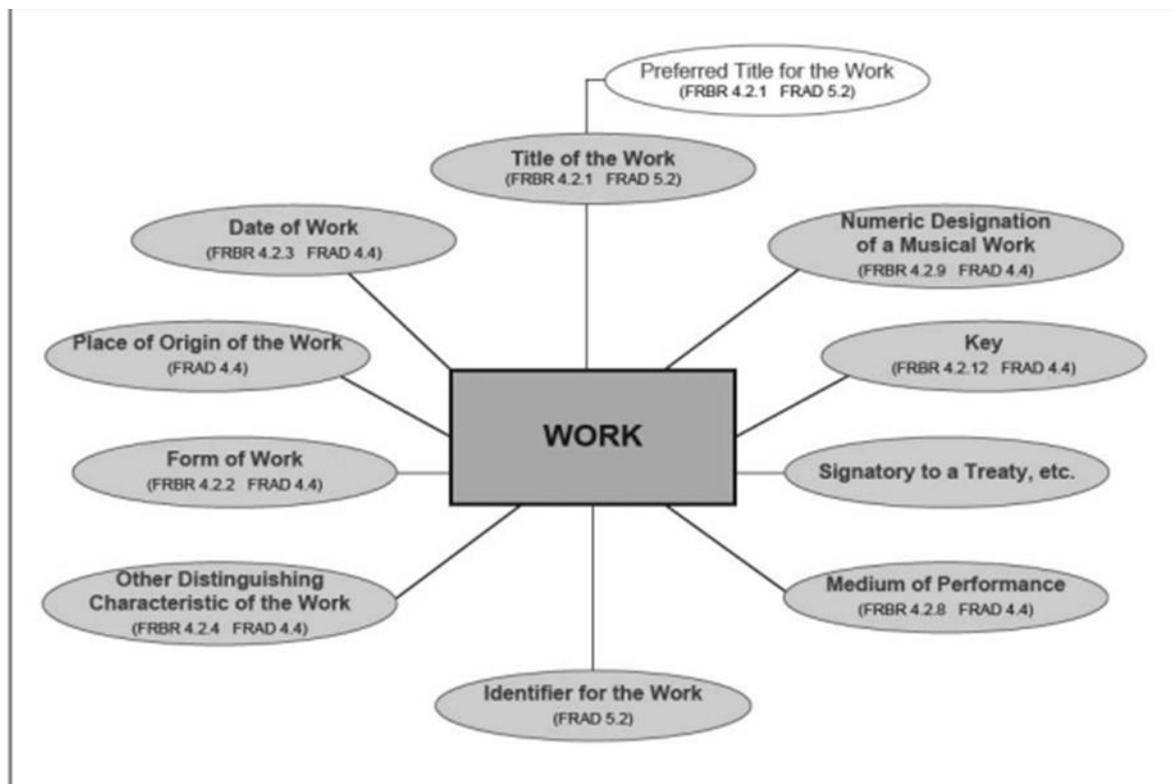 Preferred Title for the Work
(FRBR 4.2.1 FRAD 5.2)
Title of the Work
(FRBR 4.2.1 FRAD 5.2)
Date of Work
(FRBR 4.2.3 FRAD 4.4)
Numeric Designation
of a Musical Work
(FRBR 4.2.9 FRAD 4.4)
Place of Origin of the Work
(FRAD 4.4)
Key
(FRBR 4.2.12 FRAD 4.4)
WORK
Form of Work
(FRBR 4.2.2 FRAD 4.4)
Signatory to a Treaty, etc.
Other Distinguishing
Characteristic of the Work
(FRBR 4.2.4 FRAD 4.4)
Medium of Performance
(FRBR 4.2.8 FRAD 4.4)
Identifier for the Work
(FRAD 5.2)